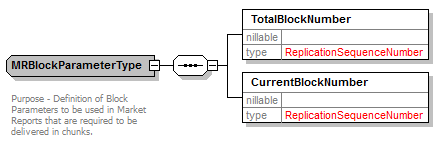 TotalBlockNumber
nillable
type ReplicationSequenceNumber
MRBlockParameterType
CurrentBlockNumber
nillable
type ReplicationSequenceNumber
Purpose - Definition of Block
Parameters to be used in Market
Reports that are required to be
delivered in chunks.